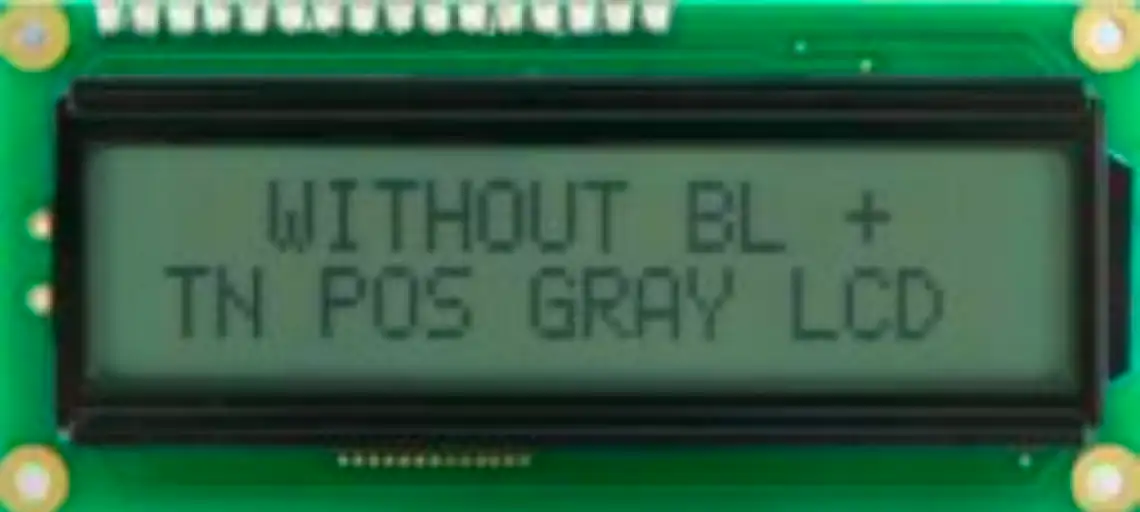 WITHOUT BL +
TN POS GRAY LCD